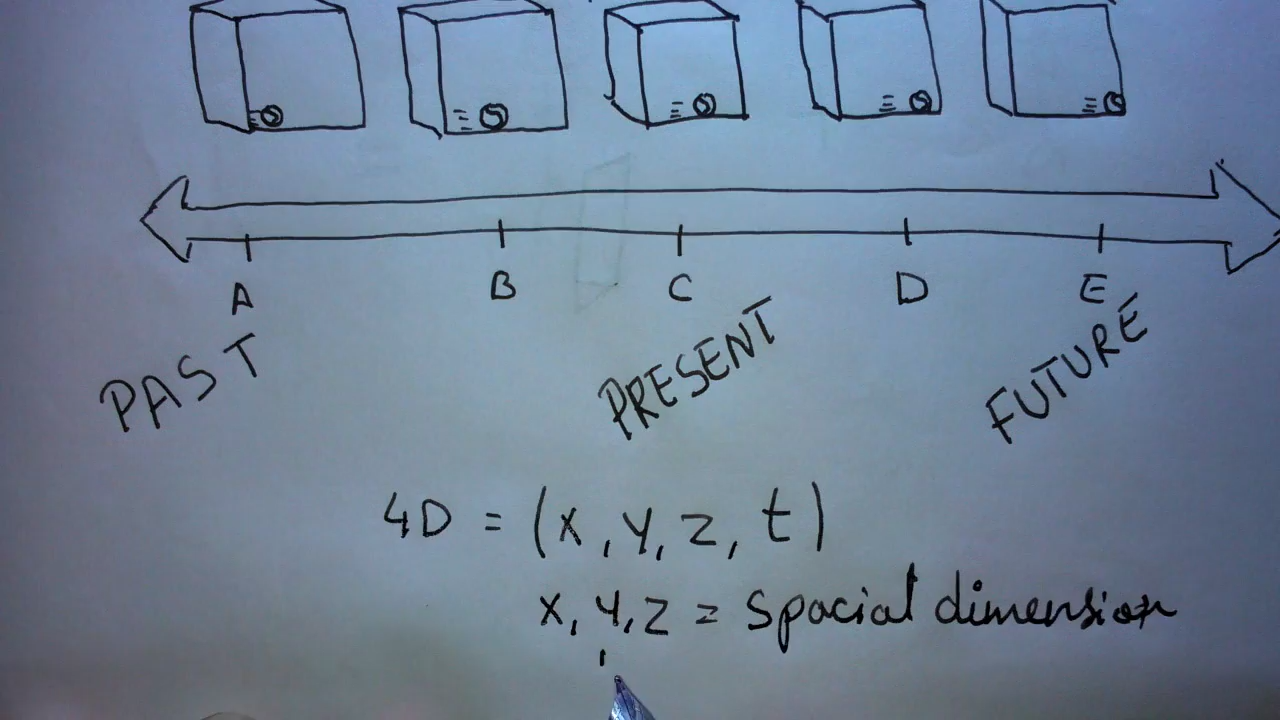 A B C D E
PAST PRESENT FUTURE
4D = (x, y, z, t)
x, y, z = spacial dimension